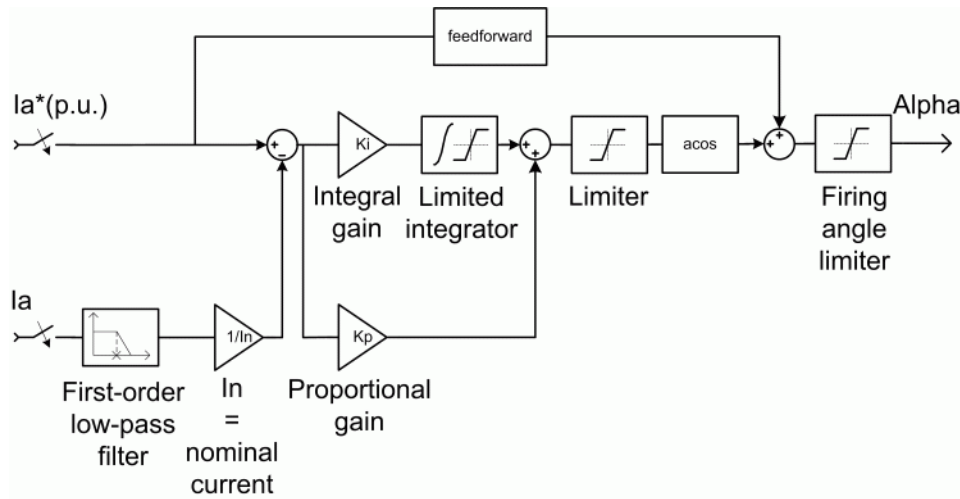 feedforward
Ia*(p.u.)
Alpha
+
−
Ki
+
+
acos
+
+
Integral
gain
Limited
integrator
Limiter
Firing
angle
limiter
Ia
1/In
Kp
First-order
low-pass
filter
In
=
nominal
current
Proportional
gain